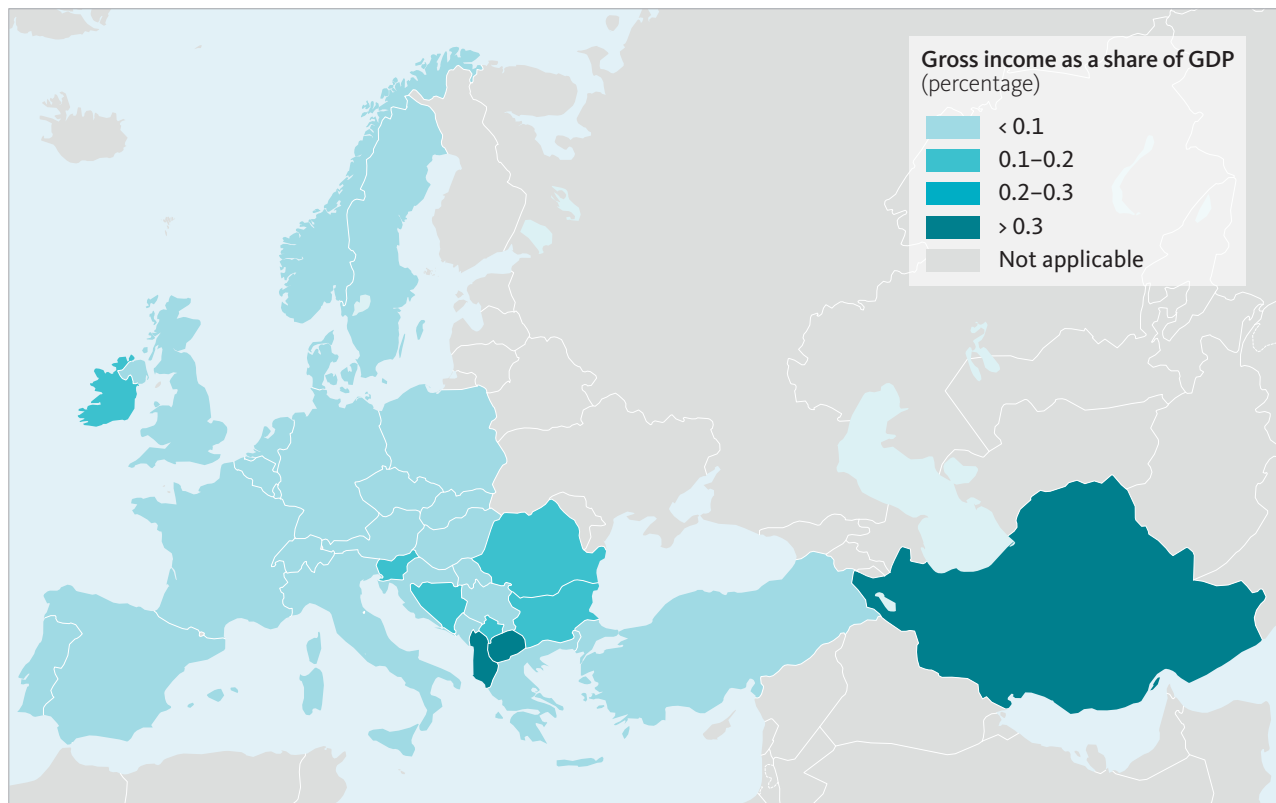 Gross income as a share of GDP
(percentage)
< 0.1
0.1–0.2
0.2–0.3
> 0.3
Not applicable